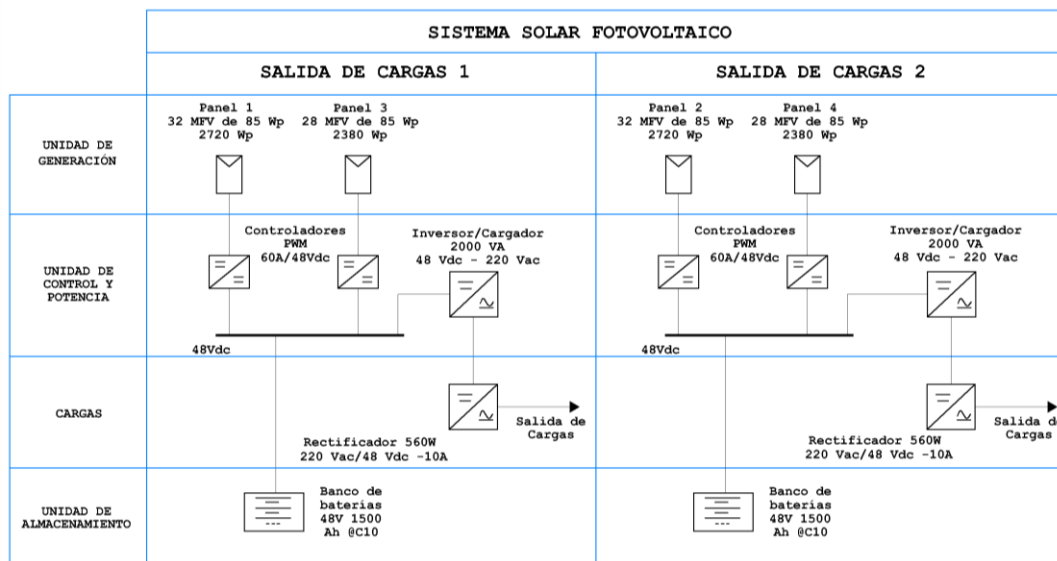 SISTEMA SOLAR FOTOVOLTAICO
SALIDA DE CARGAS 1
SALIDA DE CARGAS 2
UNIDAD DE
GENERACIÓN
Panel 1
32 MFV de 85 Wp
2720 Wp
Panel 3
28 MFV de 85 Wp
2380 Wp
Panel 2
32 MFV de 85 Wp
2720 Wp
Panel 4
28 MFV de 85 Wp
2380 Wp
UNIDAD DE
CONTROL Y
POTENCIA
Controladores
PWM
60A/48Vdc
Inversor/Cargador
2000 VA
48 Vdc - 220 Vac
48Vdc
Controladores
PWM
60A/48Vdc
Inversor/Cargador
2000 VA
48 Vdc - 220 Vac
48Vdc
CARGAS
Salida de
Cargas
Rectificador 560W
220 Vac/48 Vdc -10A
Salida de
Cargas
Rectificador 560W
220 Vac/48 Vdc -10A
UNIDAD DE
ALMACENAMIENTO
Banco de
baterías
48V 1500
Ah @C10
Banco de
baterías
48V 1500
Ah @C10